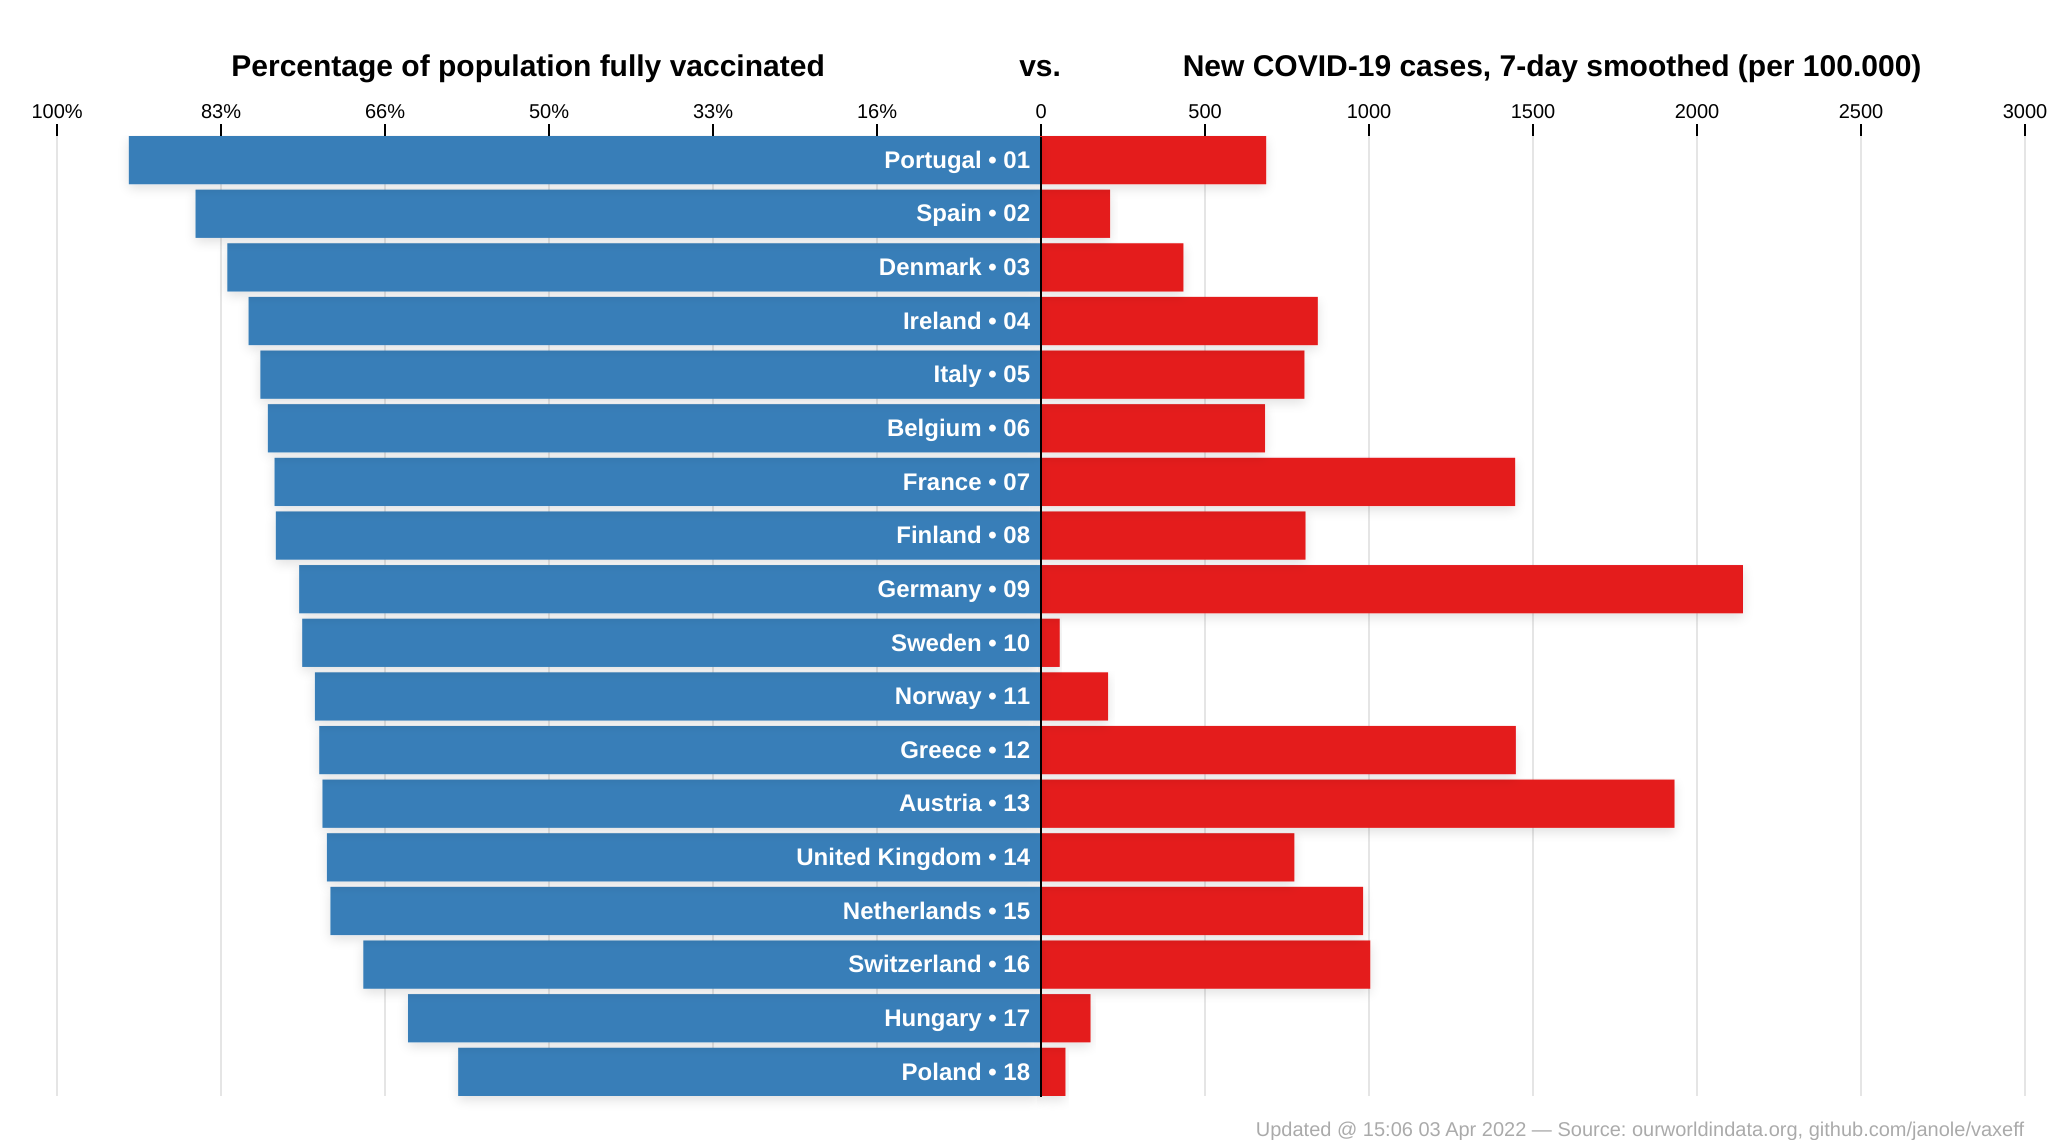 Percentage of population fully vaccinated vs. New COVID-19 cases, 7-day smoothed (per 100.000)
100% 83% 66% 50% 33% 16% 0 500 1000 1500 2000 2500 3000
Portugal • 01
Spain • 02
Denmark • 03
Ireland • 04
Italy • 05
Belgium • 06
France • 07
Finland • 08
Germany • 09
Sweden • 10
Norway • 11
Greece • 12
Austria • 13
United Kingdom • 14
Netherlands • 15
Switzerland • 16
Hungary • 17
Poland • 18
Updated @ 15:06 03 Apr 2022 — Source: ourworldindata.org, github.com/janole/vaxeff